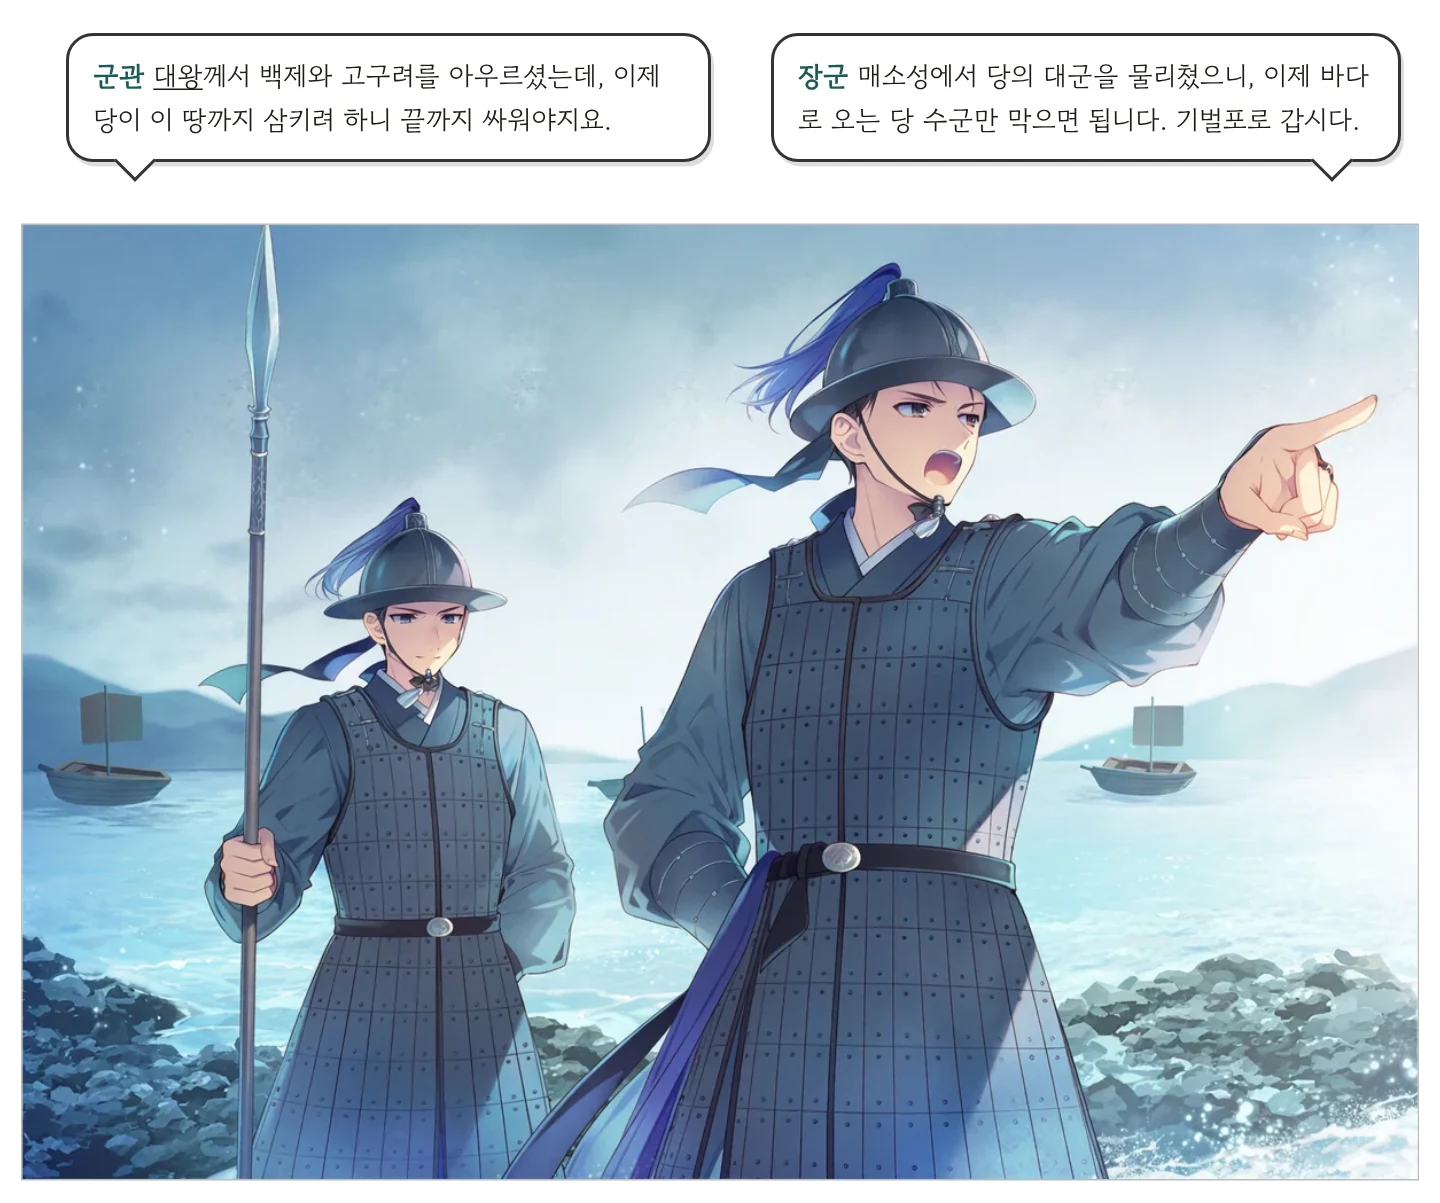 군관 대왕께서 백제와 고구려를 아우르셨는데, 이제
당이 이 땅까지 삼키려 하니 끝까지 싸워야지요.
장군 매소성에서 당의 대군을 물리쳤으니, 이제 바다
로 오는 당 수군만 막으면 됩니다. 기벌포로 갑시다.